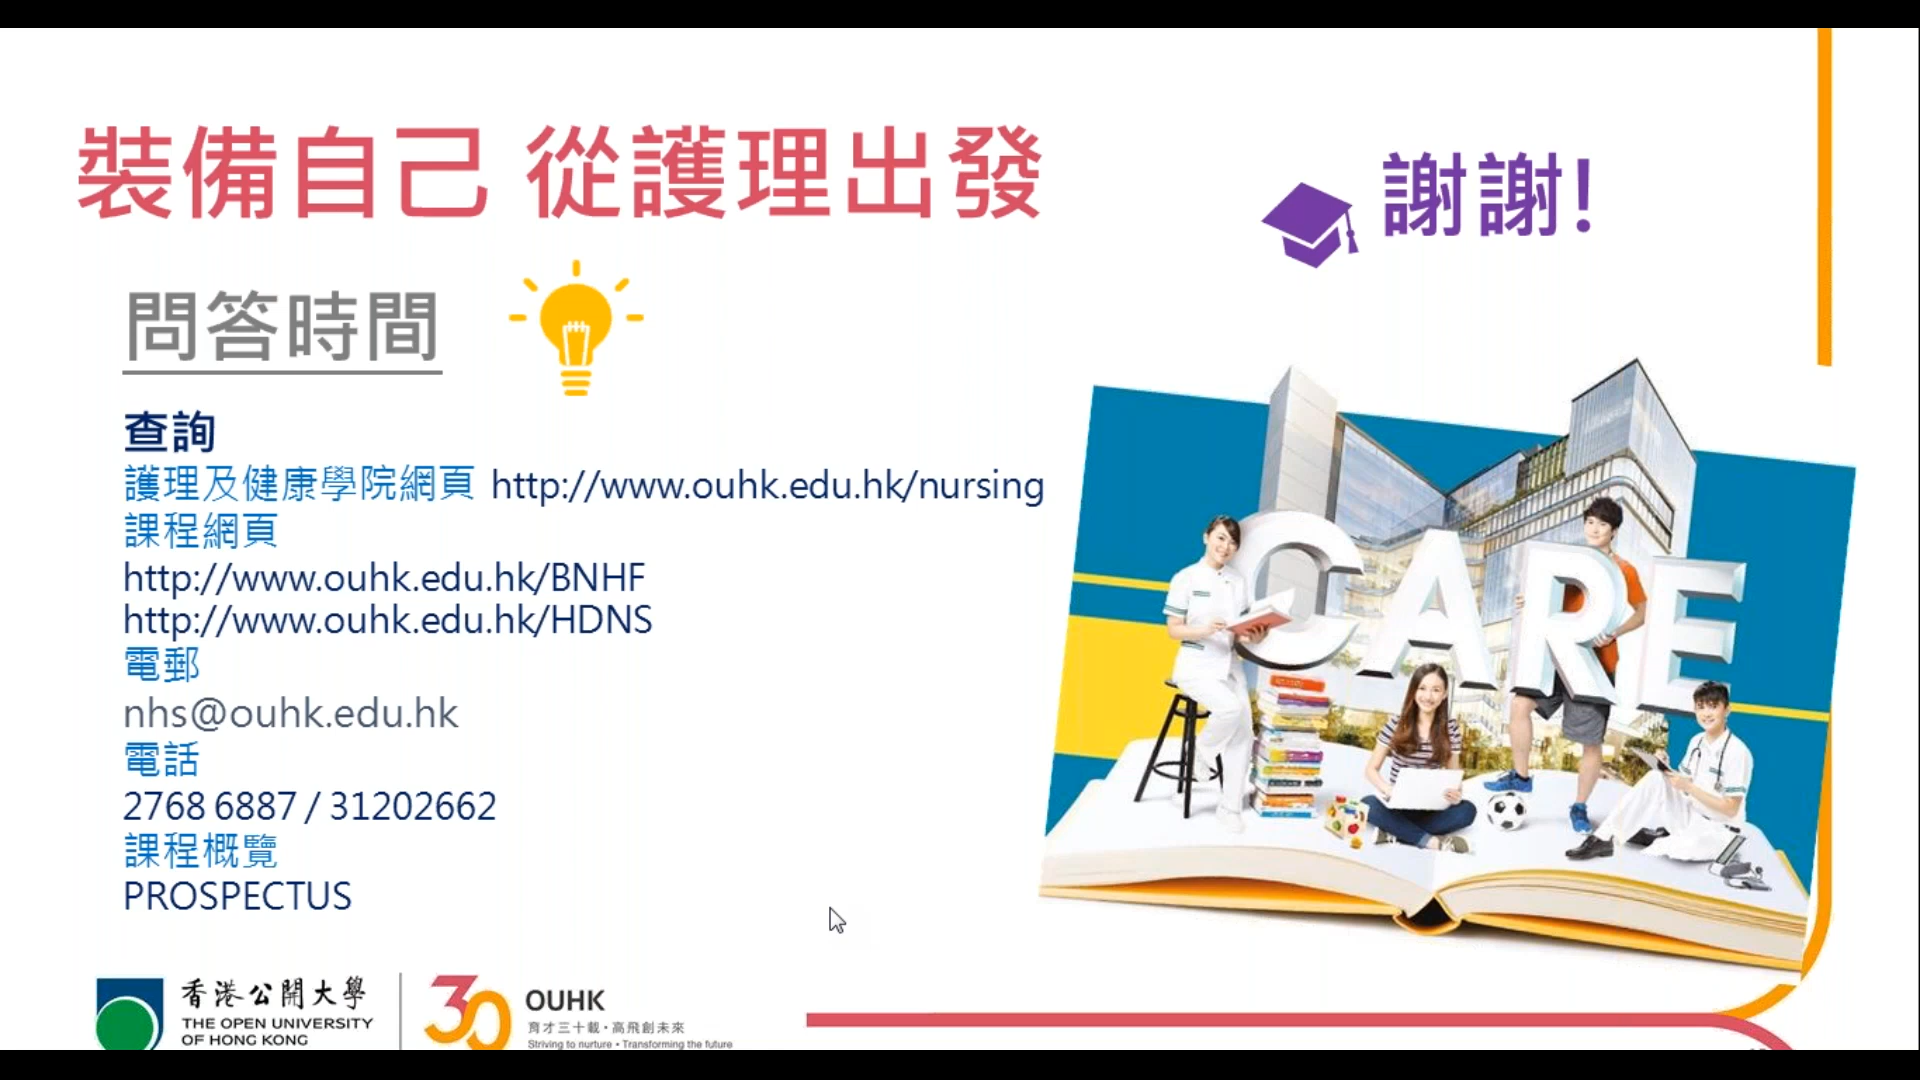 裝備自己 從護理出發
謝謝!
問答時間
查詢
護理及健康學院網頁 http://www.ouhk.edu.hk/nursing
課程網頁
http://www.ouhk.edu.hk/BNHF
http://www.ouhk.edu.hk/HDNS
電郵
nhs@ouhk.edu.hk
電話
2768 6887 / 31202662
課程概覽
PROSPECTUS
CARE
香港公開大學
THE OPEN UNIVERSITY
OF HONG KONG
30
OUHK
育才三十載・高飛創未來
Striving to nurture • Transforming the future